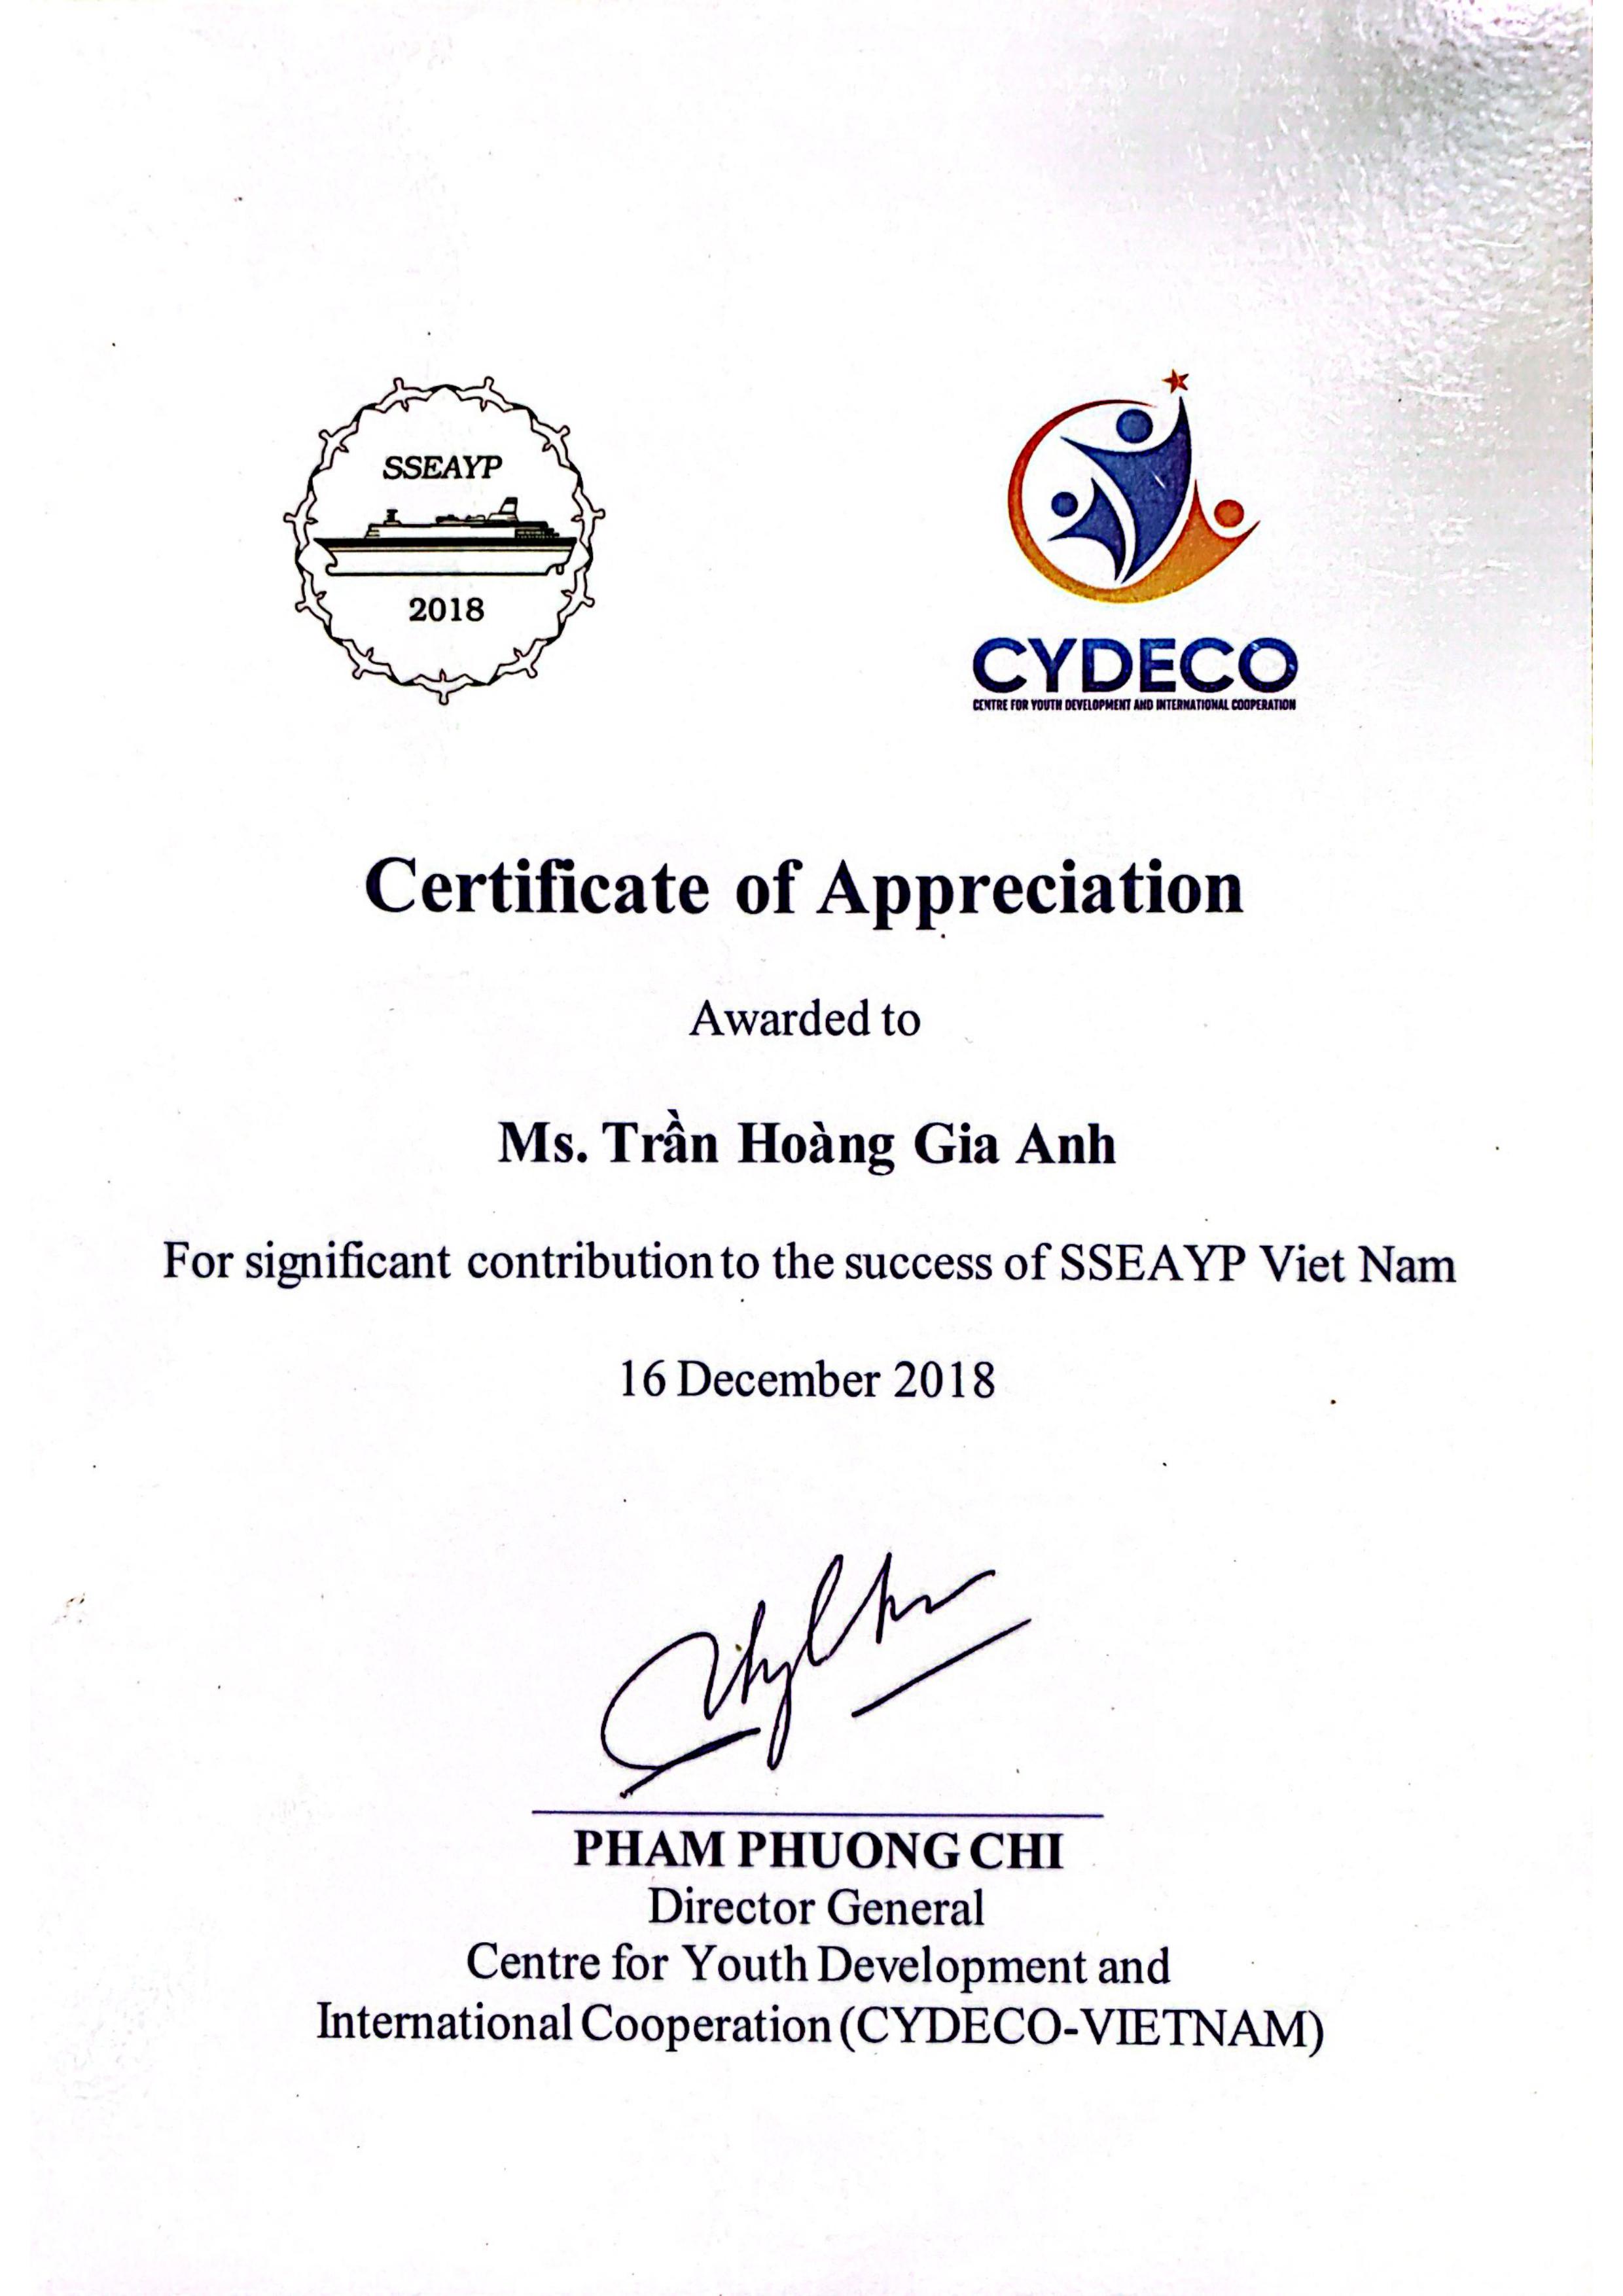 SSEAYP
2018
CYDECO
CENTRE FOR YOUTH DEVELOPMENT AND INTERNATIONAL COOPERATION
Certificate of Appreciation
Awarded to
Ms. Trần Hoàng Gia Anh
For significant contribution to the success of SSEAYP Viet Nam
16 December 2018
PHAM PHUONG CHI
Director General
Centre for Youth Development and
International Cooperation (CYDECO-VIETNAM)